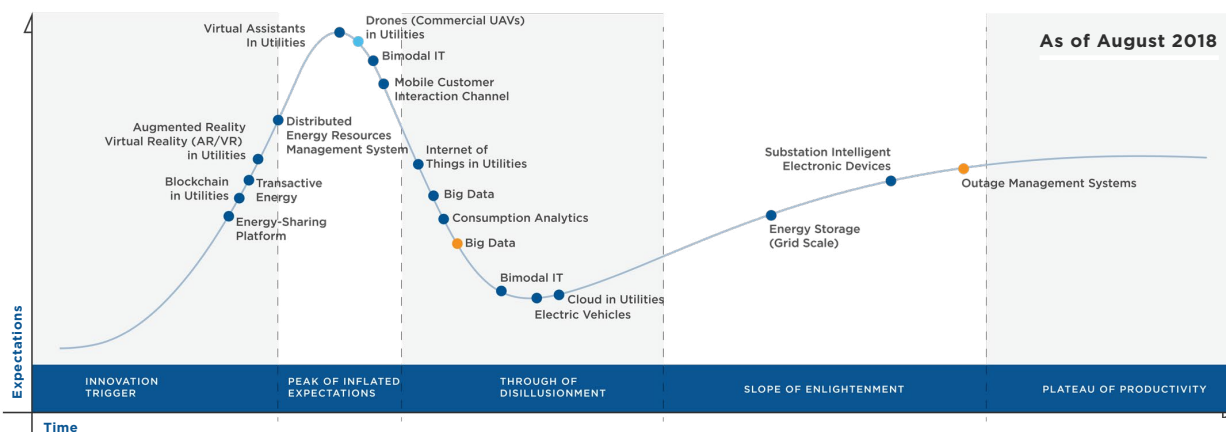 As of August 2018
Virtual Assistants
In Utilities
Drones (Commercial UAVs)
in Utilities
Bimodal IT
Mobile Customer
Interaction Channel
Augmented Reality
Virtual Reality (AR/VR)
in Utilities
Distributed
Energy Resources
Management System
Blockchain
in Utilities
Transactive
Energy
Energy-Sharing
Platform
Internet of
Things in Utilities
Big Data
Consumption Analytics
Big Data
Bimodal IT
Cloud in Utilities
Electric Vehicles
Substation Intelligent
Electronic Devices
Outage Management Systems
Energy Storage
(Grid Scale)
Expectations
INNOVATION
TRIGGER
PEAK OF INFLATED
EXPECTATIONS
THROUGH OF
DISILLUSIONMENT
SLOPE OF ENLIGHTENMENT
PLATEAU OF PRODUCTIVITY
Time